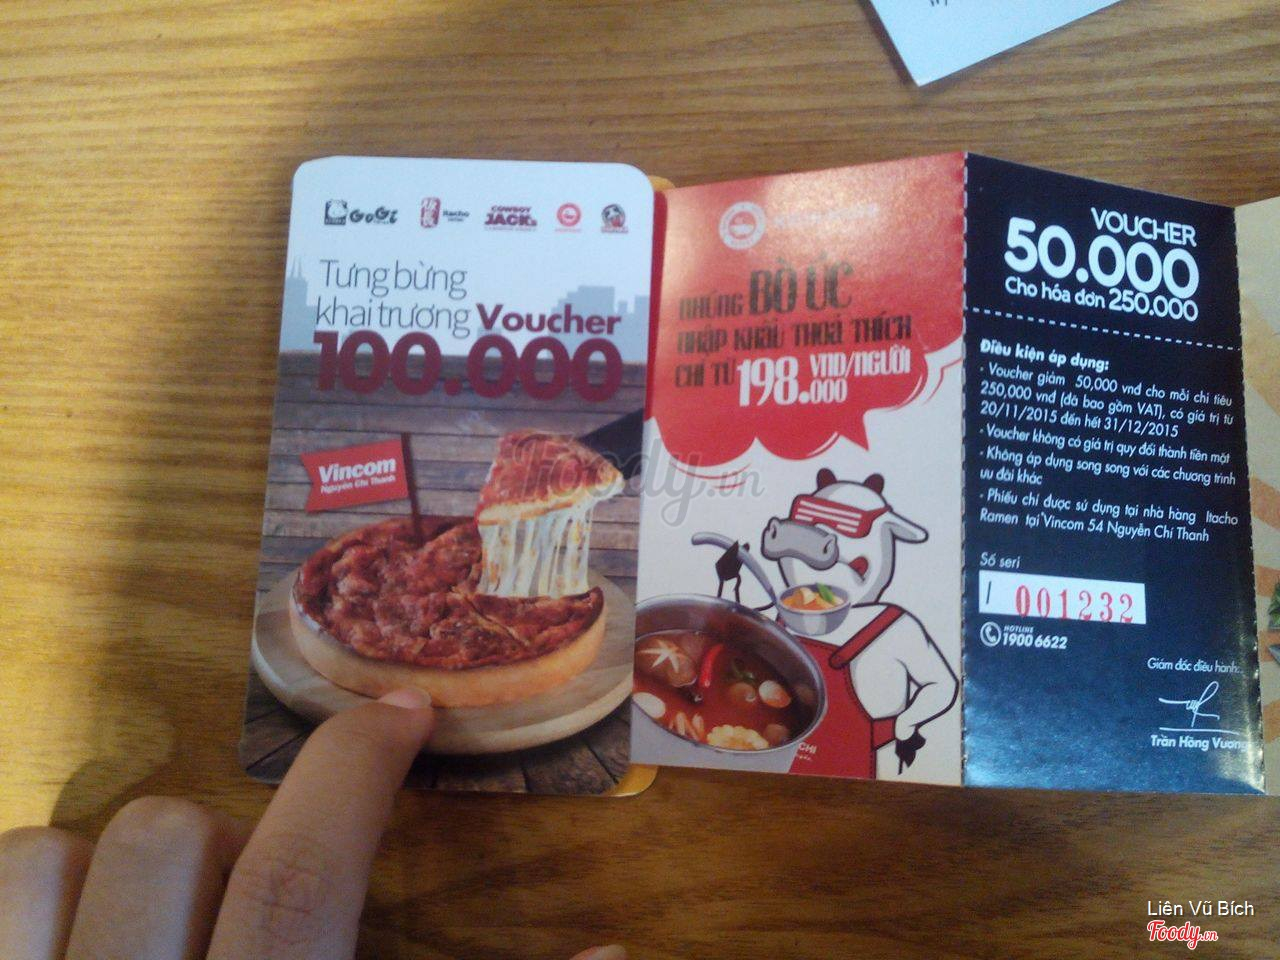 GoGi
Itacho
COWBOY
JACK's
Tưng bừng
khai trương Voucher
100.000
Vincom
Nguyễn Chí Thanh
NHÚNG BÒ ÚC
NHẬP KHẨU THOẢ THÍCH
CHỈ TỪ 198.000 VNĐ/NGƯỜI
CHI
VOUCHER
50.000
Cho hóa đơn 250.000
Điều kiện áp dụng:
- Voucher giảm 50,000 vnđ cho mỗi chi tiêu
250,000 vnđ (đã bao gồm VAT), có giá trị từ
20/11/2015 đến hết 31/12/2015
- Voucher không có giá trị quy đổi thành tiền mặt
- Không áp dụng song song với các chương trình
ưu đãi khác
- Phiếu chỉ được sử dụng tại nhà hàng Itacho
Ramen tại Vincom 54 Nguyễn Chí Thanh
Số seri
001232
HOTLINE
1900 6622
Giám đốc điều hành:
Trần Hồng Vương
Foody.vn
Liên Vũ Bích
Foody.vn